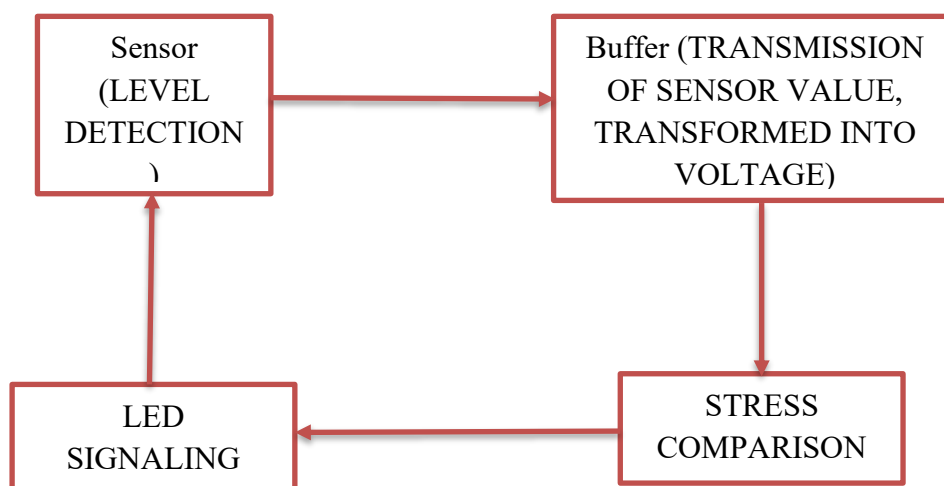 Sensor
(LEVEL
DETECTION
)
Buffer (TRANSMISSION
OF SENSOR VALUE,
TRANSFORMED INTO
VOLTAGE)
STRESS
COMPARISON
LED
SIGNALING